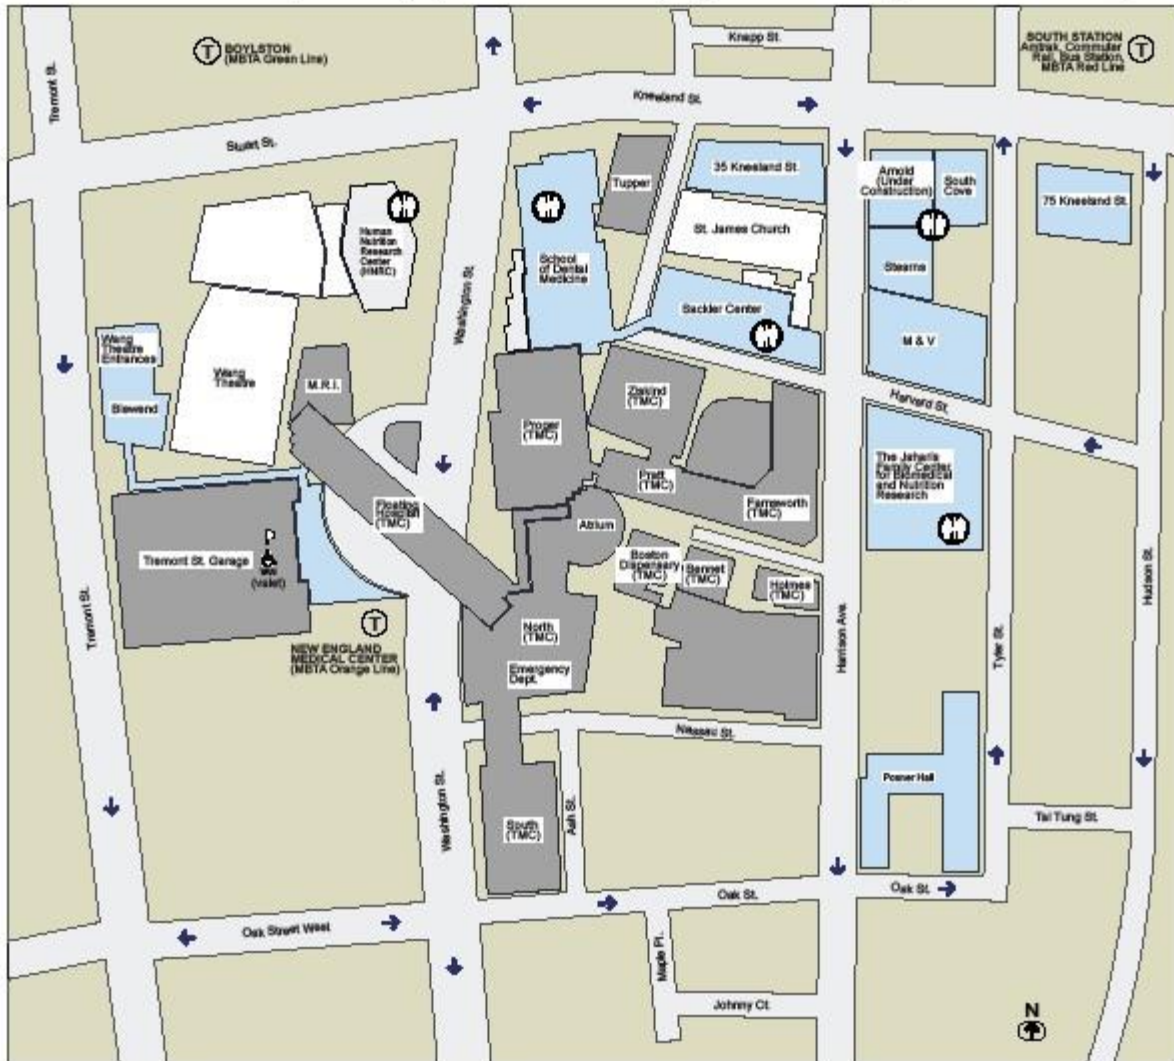 Knapp St.
SOUTH STATION
Amtrak, Commuter
Rail, Bus Station,
MBTA Red Line
T
T
BOYLSTON
(MBTA Green Line)
Tremont St.
Kneeland St.
Stuart St.
Tupper
35 Kneeland St.
Arnold
(Under
Construction)
South
Cove
75 Kneeland St.
Human
Nutrition
Research
Center
(HNRC)
St. James Church
School
of Dental
Medicine
Stearns
Washington St.
Sackler Center
M & V
Wang
Theatre
Entrances
Wang
Theatre
M.R.I.
Ziskind
(TMC)
Harvard St.
Biewend
Proger
(TMC)
The Jaharis
Family Center
for Biomedical
and Nutrition
Research
Pratt
(TMC)
Farnsworth
(TMC)
Floating
Hospital
(TMC)
Atrium
P
Tremont St. Garage
(valet)
Boston
Dispensary
(TMC)
Bennet
(TMC)
Holmes
(TMC)
Hudson St.
Tremont St.
T
NEW ENGLAND
MEDICAL CENTER
(MBTA Orange Line)
North
(TMC)
Emergency
Dept.
Harrison Ave.
Tyler St.
Nassau St.
Posner Hall
Washington St.
South
(TMC)
Ash St.
Tai Tung St.
Oak St.
Oak St.
Oak Street West
Maple Pl.
Johnny Ct.
N